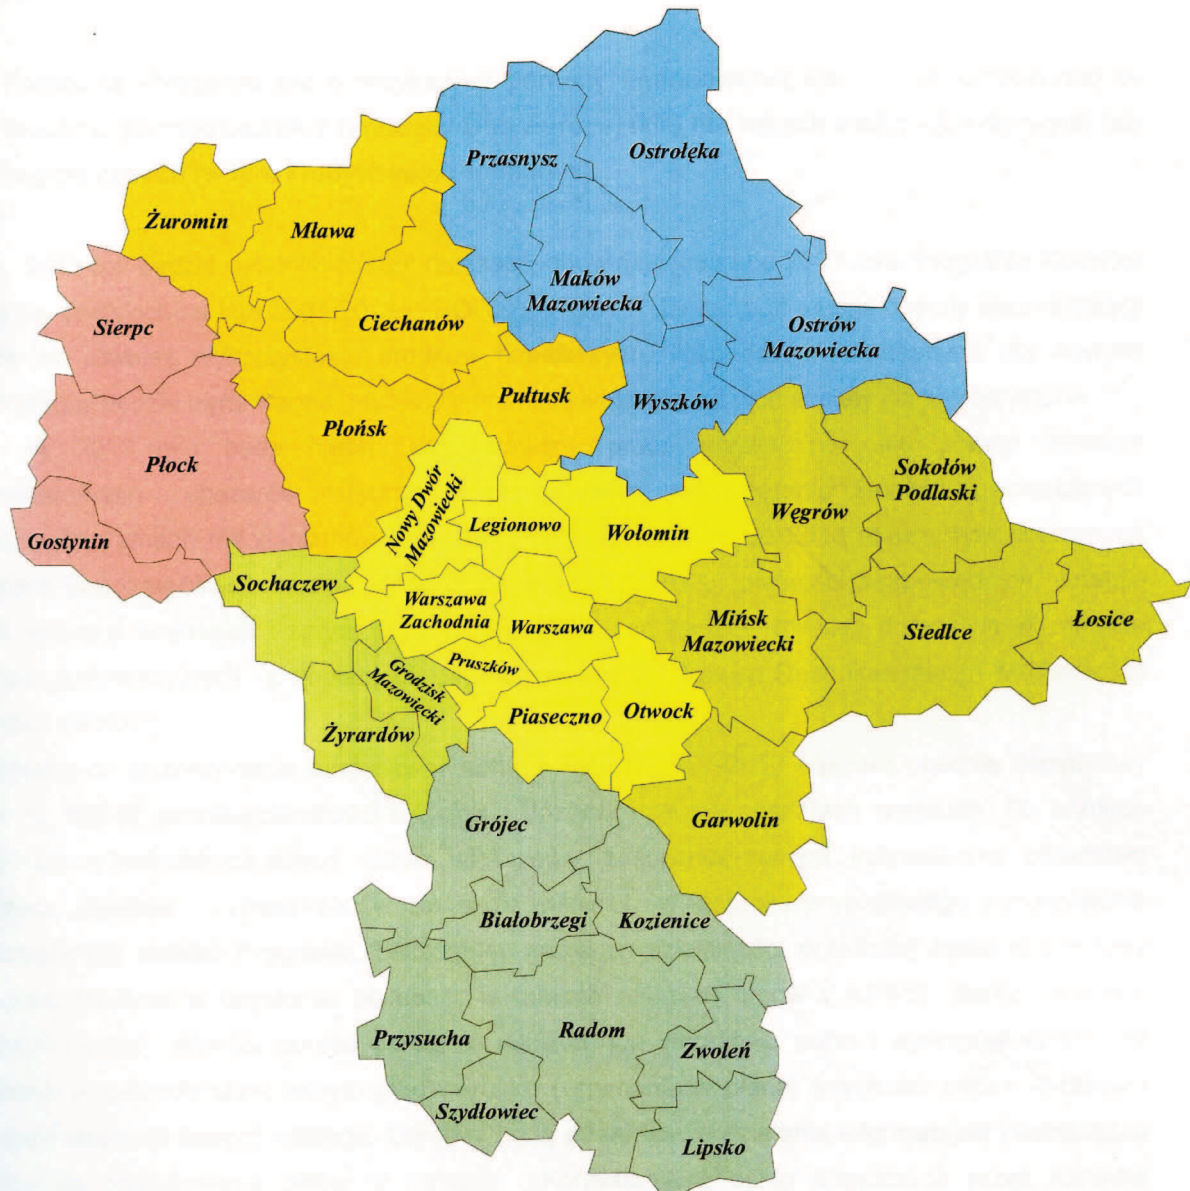 Przasnysz
Ostrołęka
Żuromin
Mława
Maków
Mazowiecka
Sierpc
Ciechanów
Ostrów
Mazowiecka
Pułtusk
Wyszków
Płońsk
Płock
Sokołów
Podlaski
Nowy Dwór
Mazowiecki
Legionowo
Wołomin
Węgrów
Gostynin
Sochaczew
Warszawa
Zachodnia
Warszawa
Mińsk
Mazowiecki
Siedlce
Łosice
Pruszków
Grodzisk
Mazowiecki
Piaseczno
Otwock
Żyrardów
Grójec
Garwolin
Białobrzegi
Kozienice
Przysucha
Radom
Zwoleń
Szydłowiec
Lipsko